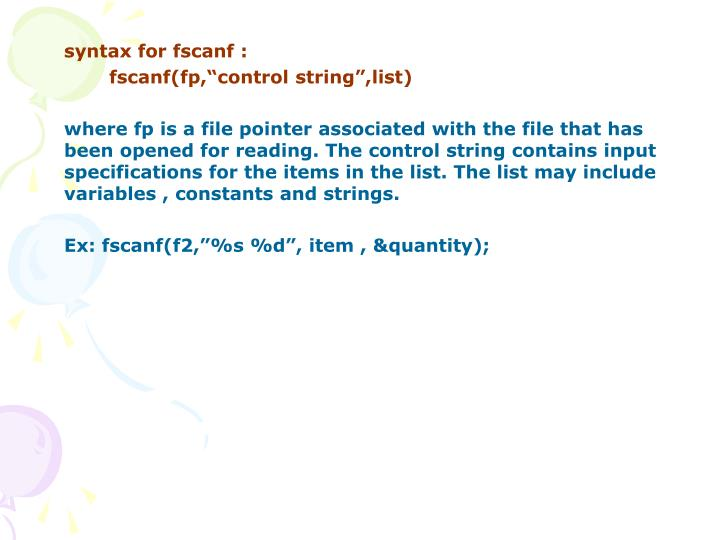 syntax for fscanf :
fscanf(fp,“control string”,list)
where fp is a file pointer associated with the file that has
been opened for reading. The control string contains input
specifications for the items in the list. The list may include
variables , constants and strings.
Ex: fscanf(f2,”%s %d”, item , &quantity);